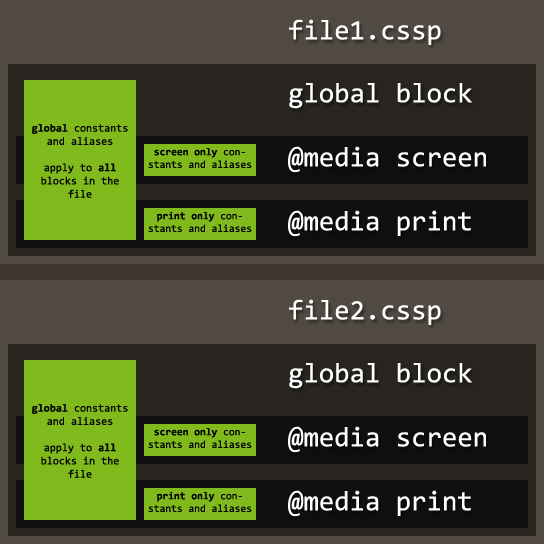 file1.cssp
global block
global constants
and aliases
apply to all
blocks in the
file
screen only con-
stants and aliases
@media screen
print only con-
stants and aliases
@media print
file2.cssp
global block
global constants
and aliases
apply to all
blocks in the
file
screen only con-
stants and aliases
@media screen
print only con-
stants and aliases
@media print